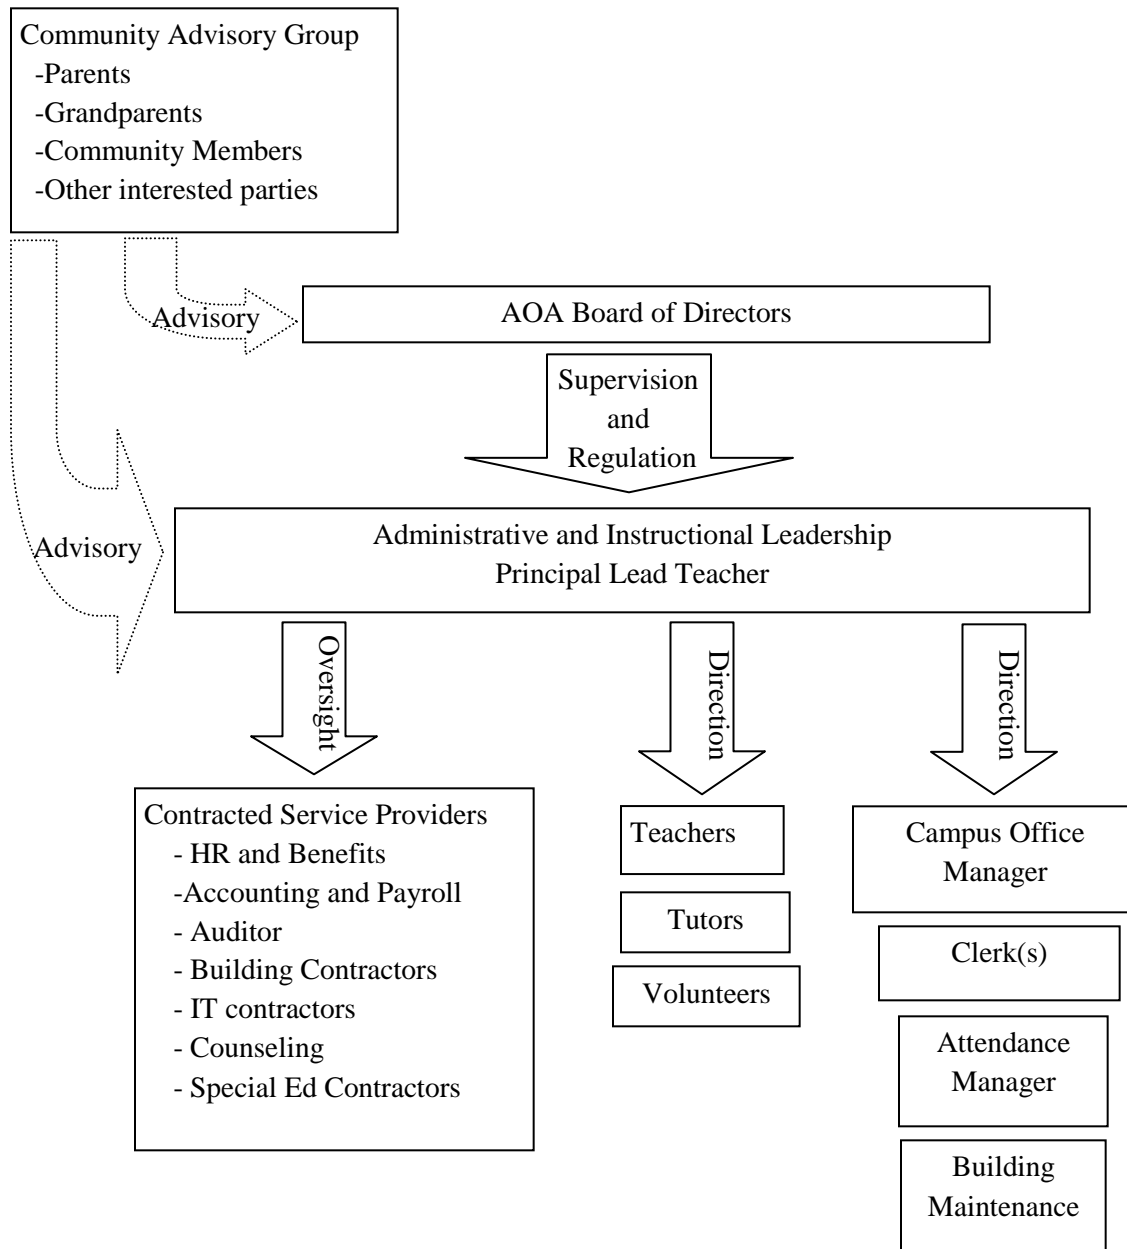 Community Advisory Group
-Parents
-Grandparents
-Community Members
-Other interested parties
Advisory
AOA Board of Directors
Supervision
and
Regulation
Advisory
Administrative and Instructional Leadership
Principal Lead Teacher
Oversight
Direction
Direction
Contracted Service Providers
- HR and Benefits
-Accounting and Payroll
- Auditor
- Building Contractors
- IT contractors
- Counseling
- Special Ed Contractors
Teachers
Tutors
Volunteers
Campus Office
Manager
Clerk(s)
Attendance
Manager
Building
Maintenance